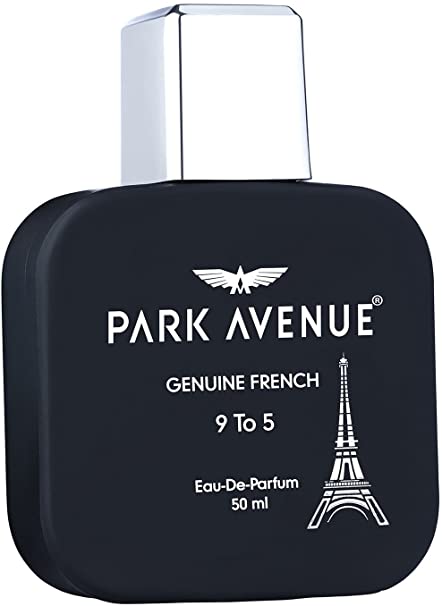 PARK AVENUE®
GENUINE FRENCH
9 To 5
Eau-De-Parfum
50 ml